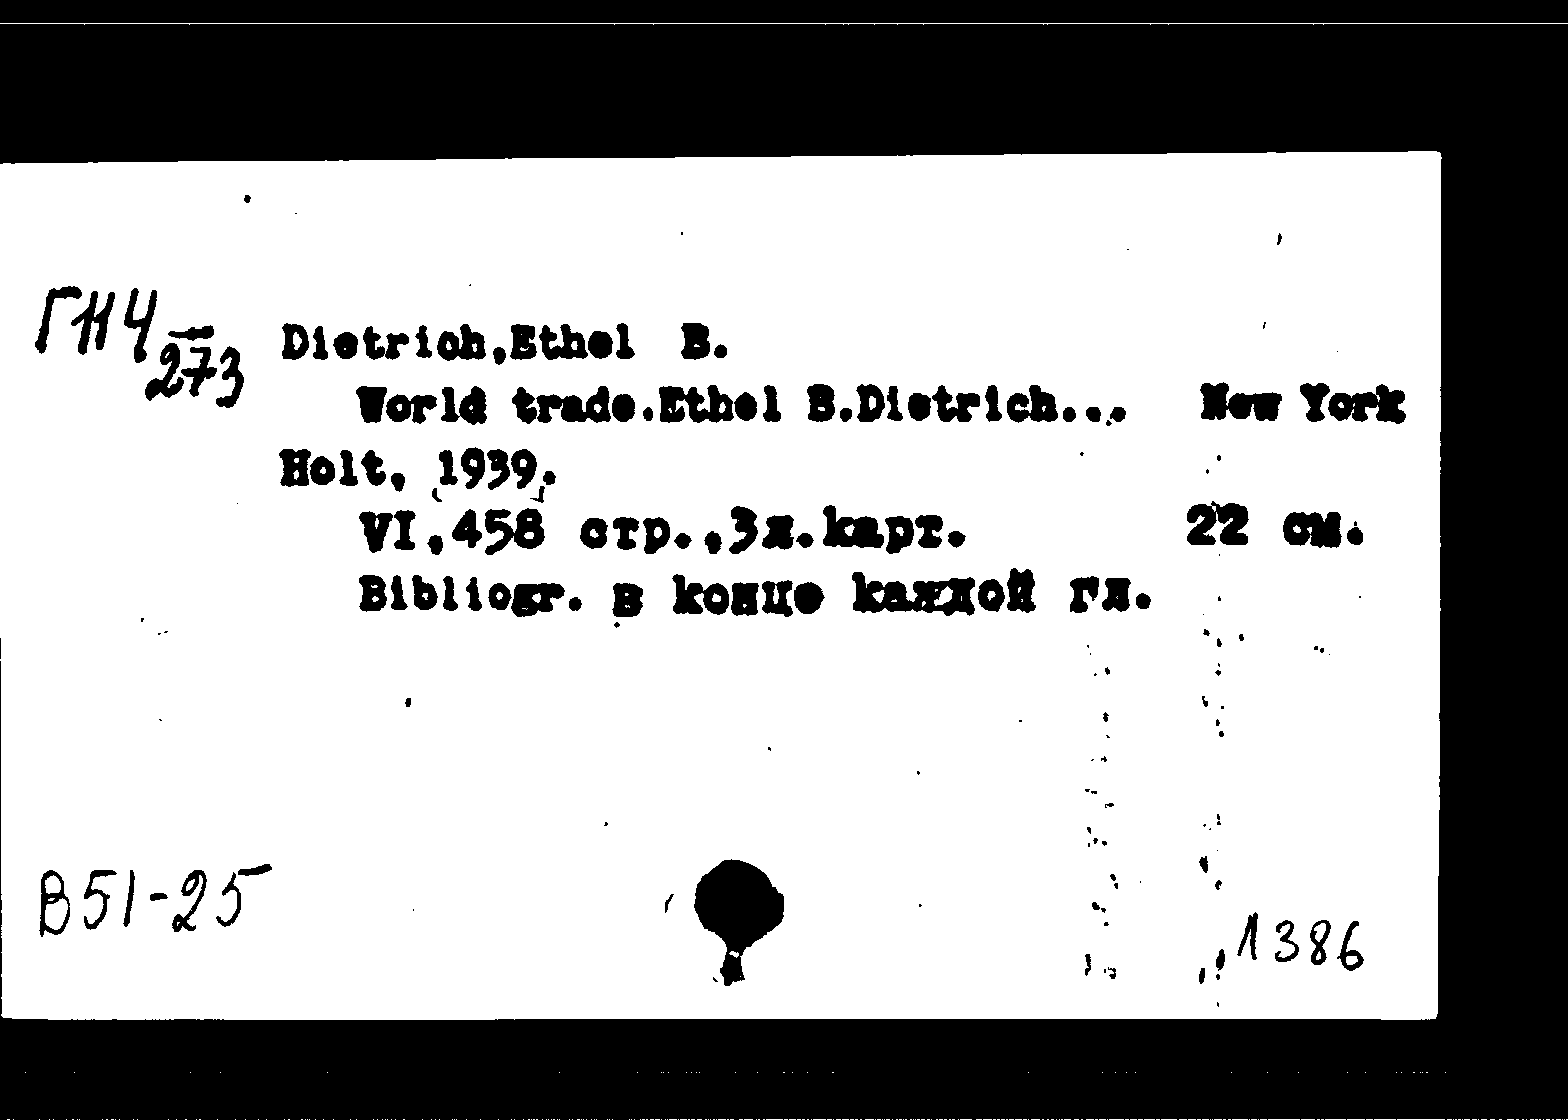 ГН4
273
Dietrich,Ethel B.
World trade.Ethel B.Dietrich... New York
Holt, 1939.
VI,458 стр.,3л.карт. 22 см.
Bibliogr. в конце каждой гл.
В51-25
1386